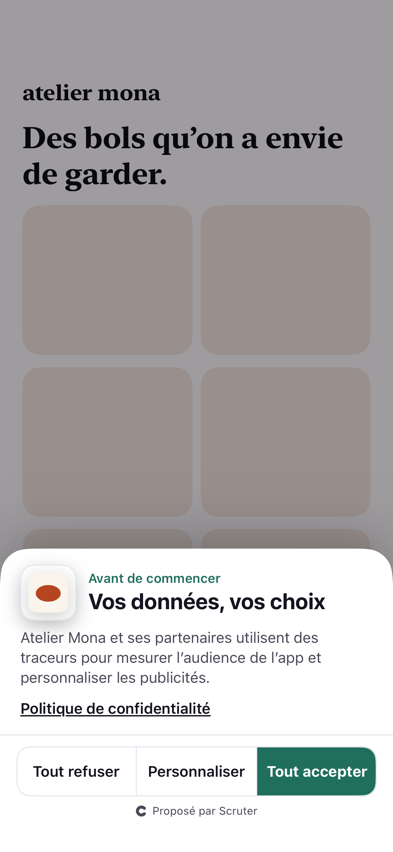 atelier mona
Des bols qu’on a envie
de garder.
Avant de commencer
Vos données, vos choix
Atelier Mona et ses partenaires utilisent des
traceurs pour mesurer l’audience de l’app et
personnaliser les publicités.
Politique de confidentialité
Tout refuser
Personnaliser
Tout accepter
Proposé par Scruter